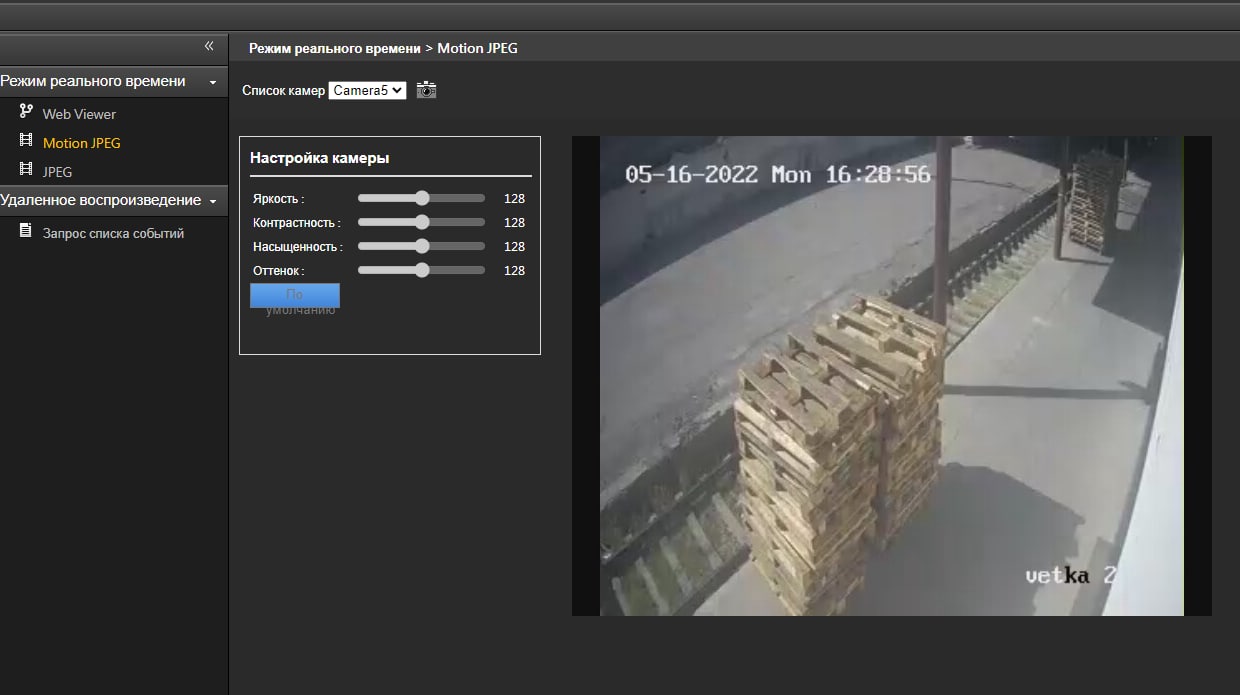 «
Режим реального времени > Motion JPEG
Режим реального времени
Web Viewer
Motion JPEG
JPEG
Удаленное воспроизведение
Запрос списка событий
Список камер Camera5
Настройка камеры
Яркость : 128
Контрастность : 128
Насыщенность : 128
Оттенок : 128
По
умолчанию
05-16-2022 Mon 16:28:56
vetka 2